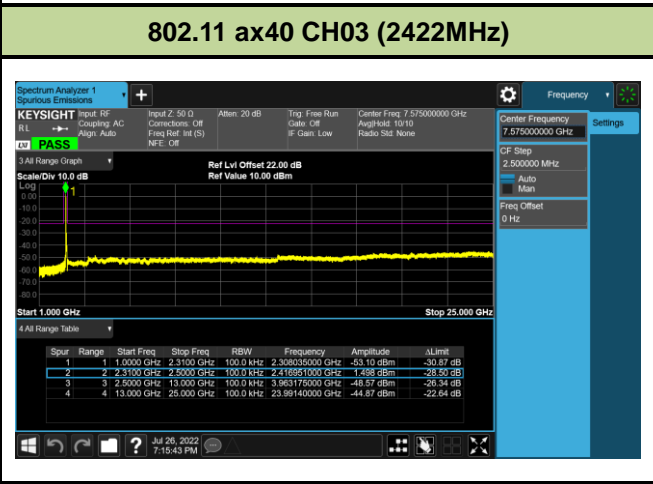 802.11 ax40 CH03 (2422MHz)
Spectrum Analyzer 1
Spurious Emissions
+
Frequency
KEYSIGHT
RL
LXI PASS
Input: RF
Coupling: AC
Align: Auto
Input Z: 50 Ω
Corrections: Off
Freq Ref: Int (S)
NFE: Off
Atten: 20 dB
Trig: Free Run
Gate: Off
IF Gain: Low
Center Freq: 7.575000000 GHz
Avg|Hold: 10/10
Radio Std: None
Center Frequency
7.575000000 GHz
Settings
CF Step
2.500000 MHz
Auto
Man
Freq Offset
0 Hz
3 All Range Graph
Scale/Div 10.0 dB
Ref Lvl Offset 22.00 dB
Ref Value 10.00 dBm
Log
1
0.00
-10.0
-20.0
-30.0
-40.0
-50.0
-60.0
-70.0
-80.0
Start 1.000 GHz Stop 25.000 GHz
4 All Range Table
Spur Range Start Freq Stop Freq RBW Frequency Amplitude ΔLimit
1 1 1.0000 GHz 2.3100 GHz 100.0 kHz 2.308035000 GHz -53.10 dBm -30.87 dB
2 2 2.3100 GHz 2.5000 GHz 100.0 kHz 2.416951000 GHz 1.498 dBm -28.50 dB
3 3 2.5000 GHz 13.000 GHz 100.0 kHz 3.963175000 GHz -48.57 dBm -26.34 dB
4 4 13.000 GHz 25.000 GHz 100.0 kHz 23.99140000 GHz -44.87 dBm -22.64 dB
?
Jul 26, 2022
7:15:43 PM